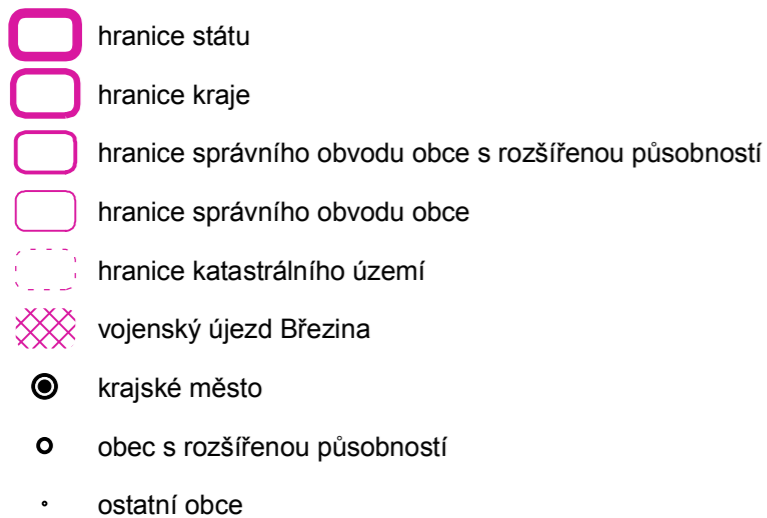 hranice státu
hranice kraje
hranice správního obvodu obce s rozšířenou působností
hranice správního obvodu obce
hranice katastrálního území
vojenský újezd Březina
krajské město
obec s rozšířenou působností
ostatní obce